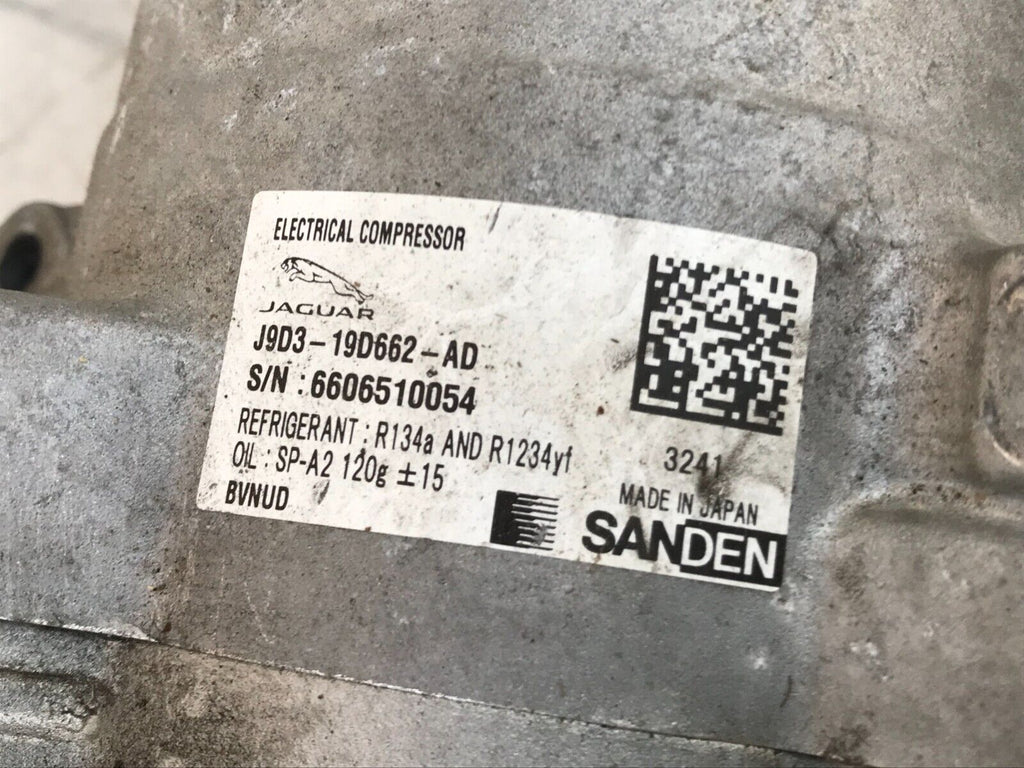 ELECTRICAL COMPRESSOR
JAGUAR
J9D3-19D662-AD
S/N : 6606510054
REFRIGERANT : R134a AND R1234yf
OIL : SP-A2 120g ±15
BVNUD
3241
MADE IN JAPAN
SANDEN